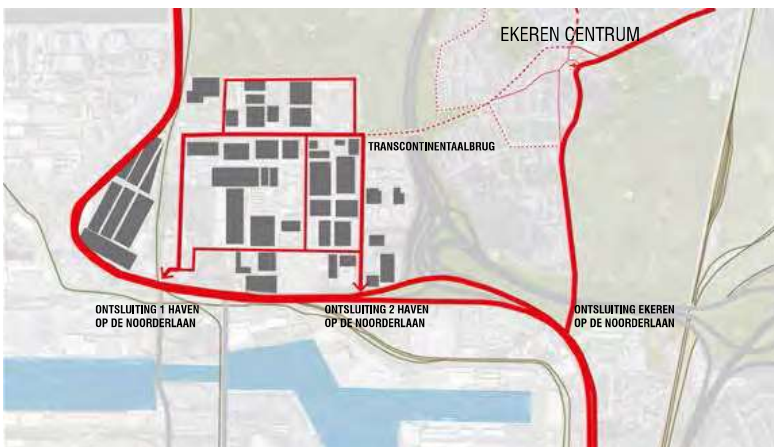 EKEREN CENTRUM
TRANSCONTINENTAALBRUG
ONTSLUITING 1 HAVEN
OP DE NOORDERLAAN
ONTSLUITING 2 HAVEN
OP DE NOORDERLAAN
ONTSLUITING EKEREN
OP DE NOORDERLAAN